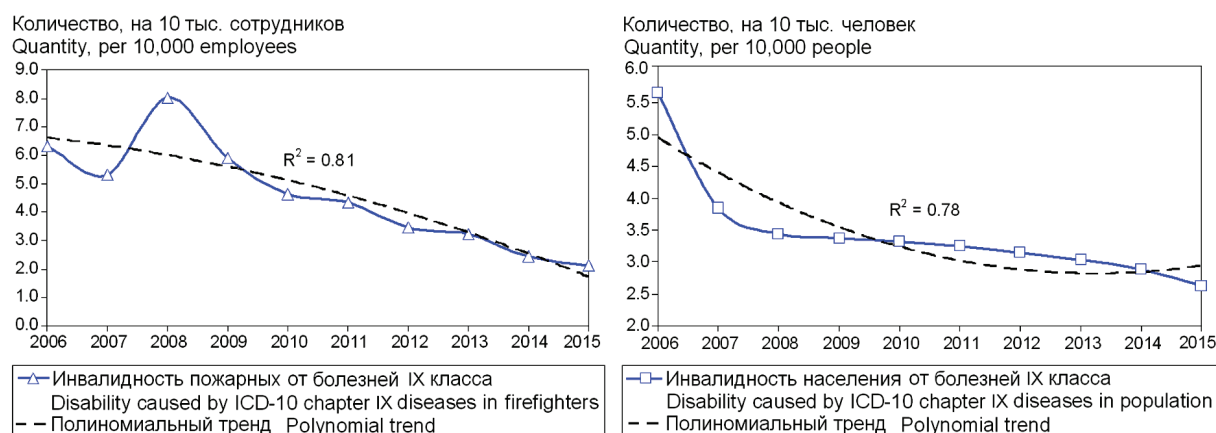 Количество, на 10 тыс. сотрудников
Quantity, per 10,000 employees
9.0
8.0
7.0
6.0
5.0
4.0
3.0
2.0
1.0
0.0
R² = 0.81
2006 2007 2008 2009 2010 2011 2012 2013 2014 2015
Инвалидность пожарных от болезней IX класса
Disability caused by ICD-10 chapter IX diseases in firefighters
Полиномиальный тренд Polynomial trend
Количество, на 10 тыс. человек
Quantity, per 10,000 people
6.0
5.5
5.0
4.5
4.0
3.5
3.0
2.5
2.0
R² = 0.78
2006 2007 2008 2009 2010 2011 2012 2013 2014 2015
Инвалидность населения от болезней IX класса
Disability caused by ICD-10 chapter IX diseases in population
Полиномиальный тренд Polynomial trend